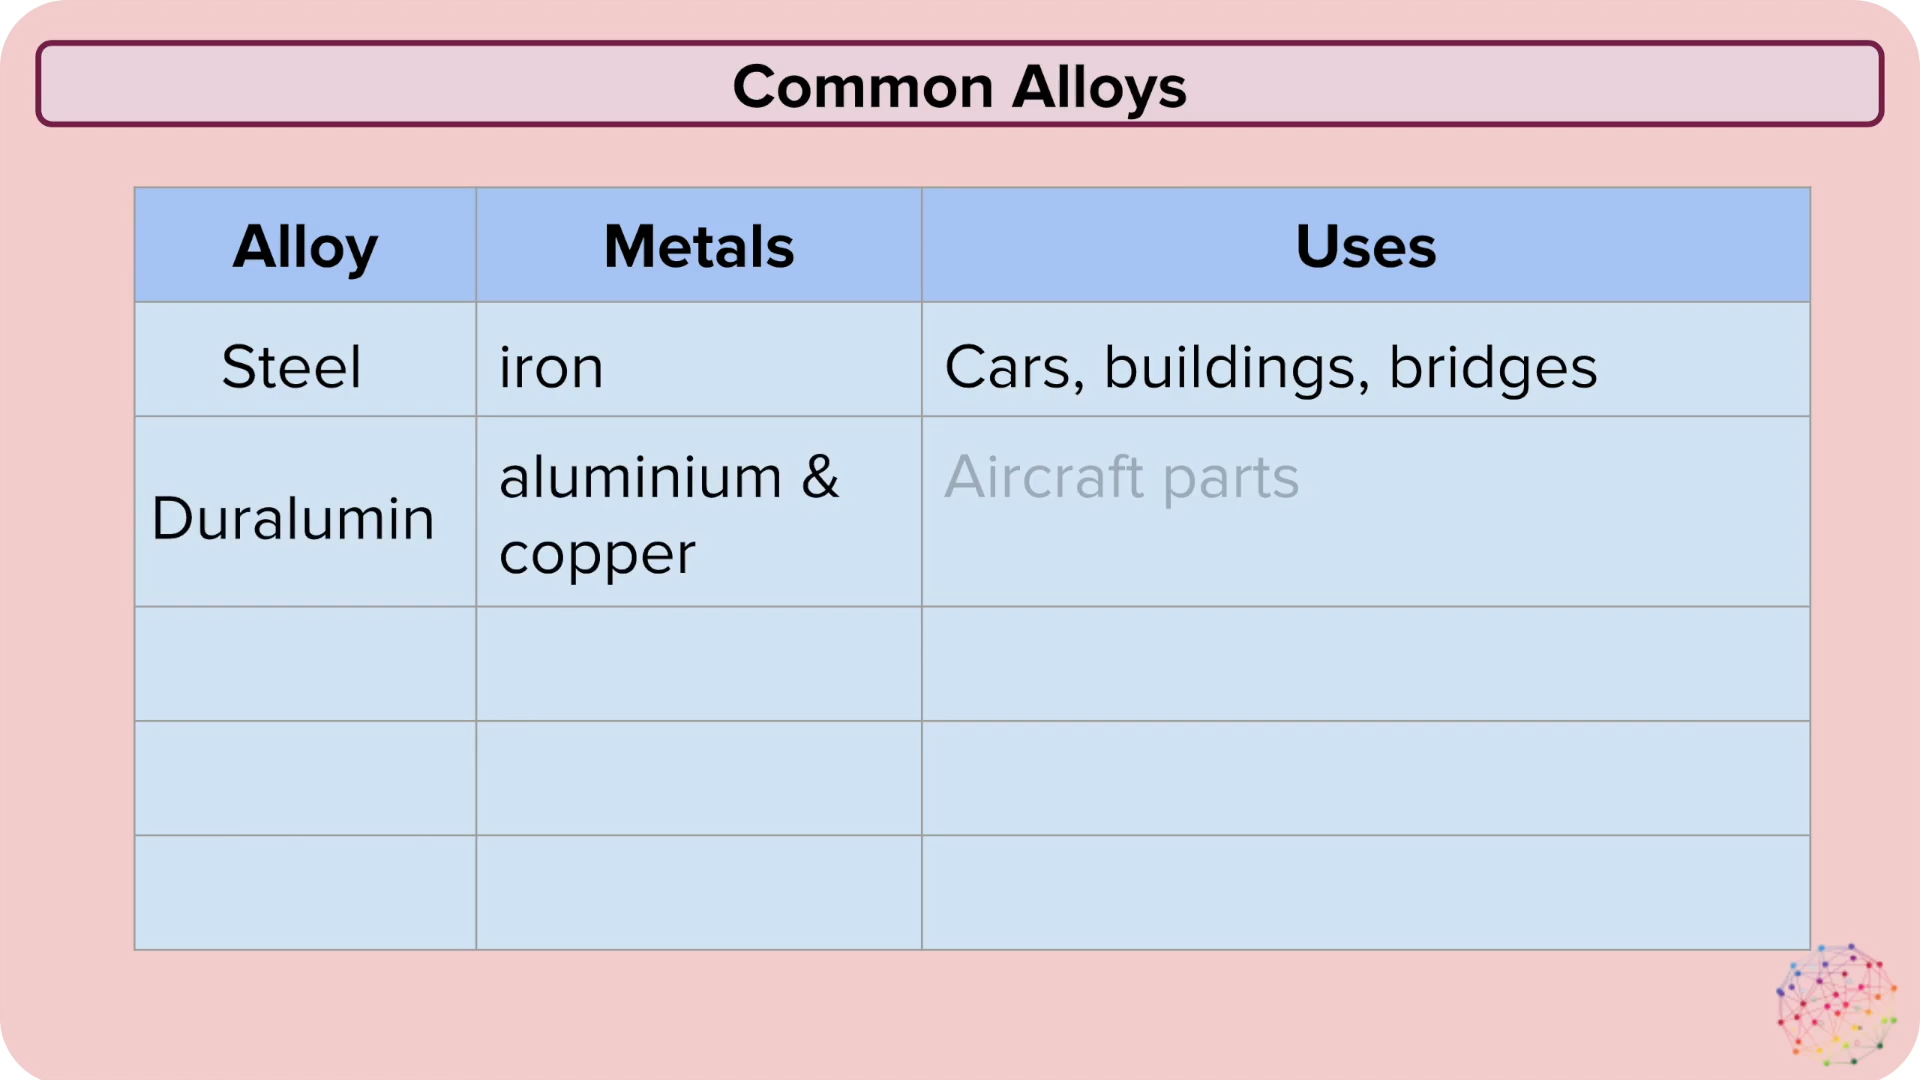 Common Alloys
Alloy Metals Uses
Steel iron Cars, buildings, bridges
Duralumin aluminium & copper Aircraft parts